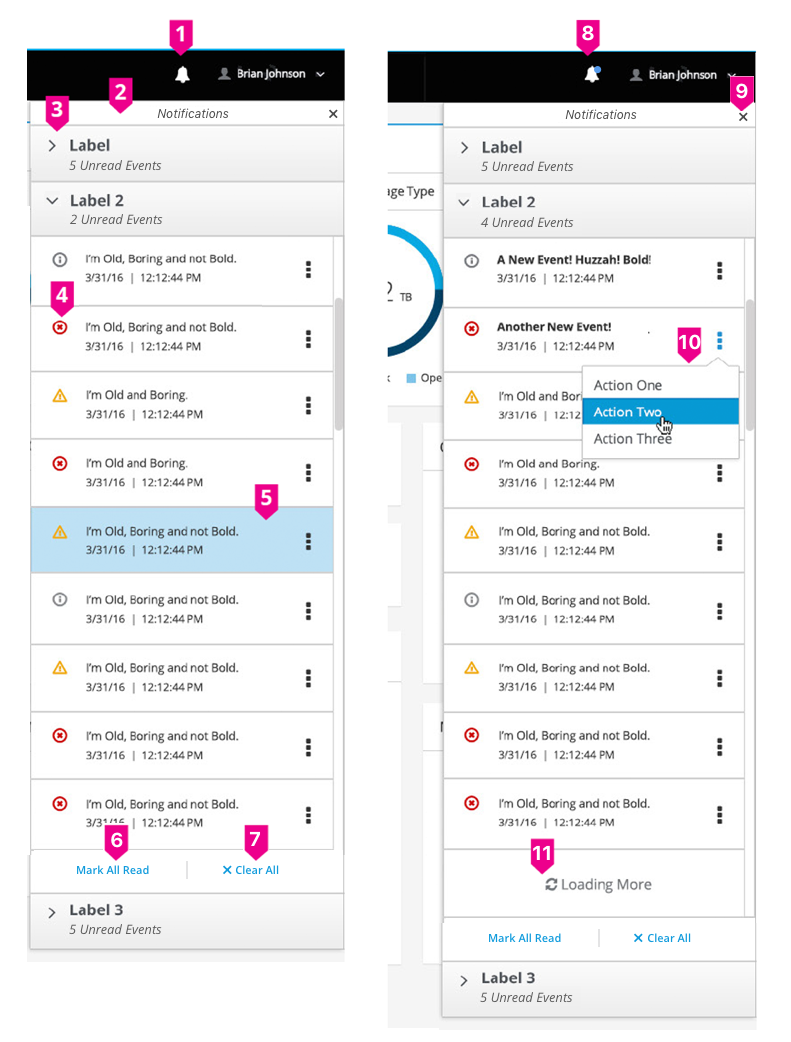 1
Brian Johnson
2
Notifications
3
Label
5 Unread Events
Label 2
2 Unread Events
I'm Old, Boring and not Bold.
3/31/16 | 12:12:44 PM
4
I'm Old, Boring and not Bold.
3/31/16 | 12:12:44 PM
I'm Old and Boring.
3/31/16 | 12:12:44 PM
I'm Old and Boring.
3/31/16 | 12:12:44 PM
5
I'm Old, Boring and not Bold.
3/31/16 | 12:12:44 PM
I'm Old, Boring and not Bold.
3/31/16 | 12:12:44 PM
I'm Old, Boring and not Bold.
3/31/16 | 12:12:44 PM
I'm Old, Boring and not Bold.
3/31/16 | 12:12:44 PM
I'm Old, Boring and not Bold.
3/31/16 | 12:12:44 PM
6
7
Mark All Read
Clear All
Label 3
5 Unread Events
8
Brian Johnson
9
Notifications
Label
5 Unread Events
age Type
Label 2
4 Unread Events
2 TB
Ope
A New Event! Huzzah! Bold!
3/31/16 | 12:12:44 PM
Another New Event!
3/31/16 | 12:12:44 PM
10
Action One
Action Two
Action Three
I'm Old and Bor
3/31/16 | 12:12
I'm Old and Boring.
3/31/16 | 12:12:44 PM
I'm Old, Boring and not Bold.
3/31/16 | 12:12:44 PM
I'm Old, Boring and not Bold.
3/31/16 | 12:12:44 PM
I'm Old, Boring and not Bold.
3/31/16 | 12:12:44 PM
I'm Old, Boring and not Bold.
3/31/16 | 12:12:44 PM
I'm Old, Boring and not Bold.
3/31/16 | 12:12:44 PM
11
Loading More
Mark All Read
Clear All
Label 3
5 Unread Events